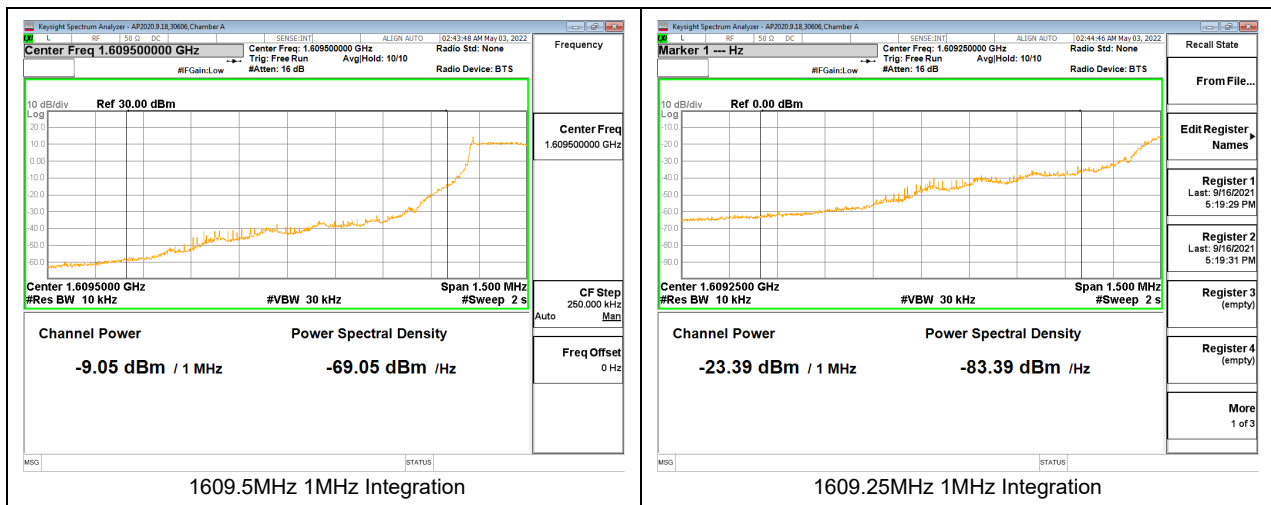 Keysight Spectrum Analyzer - AP2020.9.18,30606,Chamber A
LXI L RF 50 Ω DC SENSE:INT ALIGN AUTO 02:43:48 AM May 03, 2022
Center Freq 1.609500000 GHz
Center Freq: 1.609500000 GHz Radio Std: None
Trig: Free Run Avg|Hold: 10/10
#IFGain:Low #Atten: 16 dB Radio Device: BTS
10 dB/div Ref 30.00 dBm
Log
20.0
10.0
0.00
-10.0
-20.0
-30.0
-40.0
-50.0
-60.0
Center 1.6095000 GHz Span 1.500 MHz
#Res BW 10 kHz #VBW 30 kHz #Sweep 2 s
Channel Power Power Spectral Density
-9.05 dBm / 1 MHz -69.05 dBm /Hz
MSG STATUS
Frequency
Center Freq
1.609500000 GHz
CF Step
250.000 kHz
Auto Man
Freq Offset
0 Hz
1609.5MHz 1MHz Integration
Keysight Spectrum Analyzer - AP2020.9.18,30606,Chamber A
LXI L RF 50 Ω DC SENSE:INT ALIGN AUTO 02:44:46 AM May 03, 2022
Marker 1 --- Hz
Center Freq: 1.609250000 GHz Radio Std: None
Trig: Free Run Avg|Hold: 10/10
#IFGain:Low #Atten: 16 dB Radio Device: BTS
10 dB/div Ref 0.00 dBm
Log
-10.0
-20.0
-30.0
-40.0
-50.0
-60.0
-70.0
-80.0
-90.0
Center 1.6092500 GHz Span 1.500 MHz
#Res BW 10 kHz #VBW 30 kHz #Sweep 2 s
Channel Power Power Spectral Density
-23.39 dBm / 1 MHz -83.39 dBm /Hz
MSG STATUS
Recall State
From File...
Edit Register
Names
Register 1
Last: 9/16/2021
5:19:29 PM
Register 2
Last: 9/16/2021
5:19:31 PM
Register 3
(empty)
Register 4
(empty)
More
1 of 3
1609.25MHz 1MHz Integration